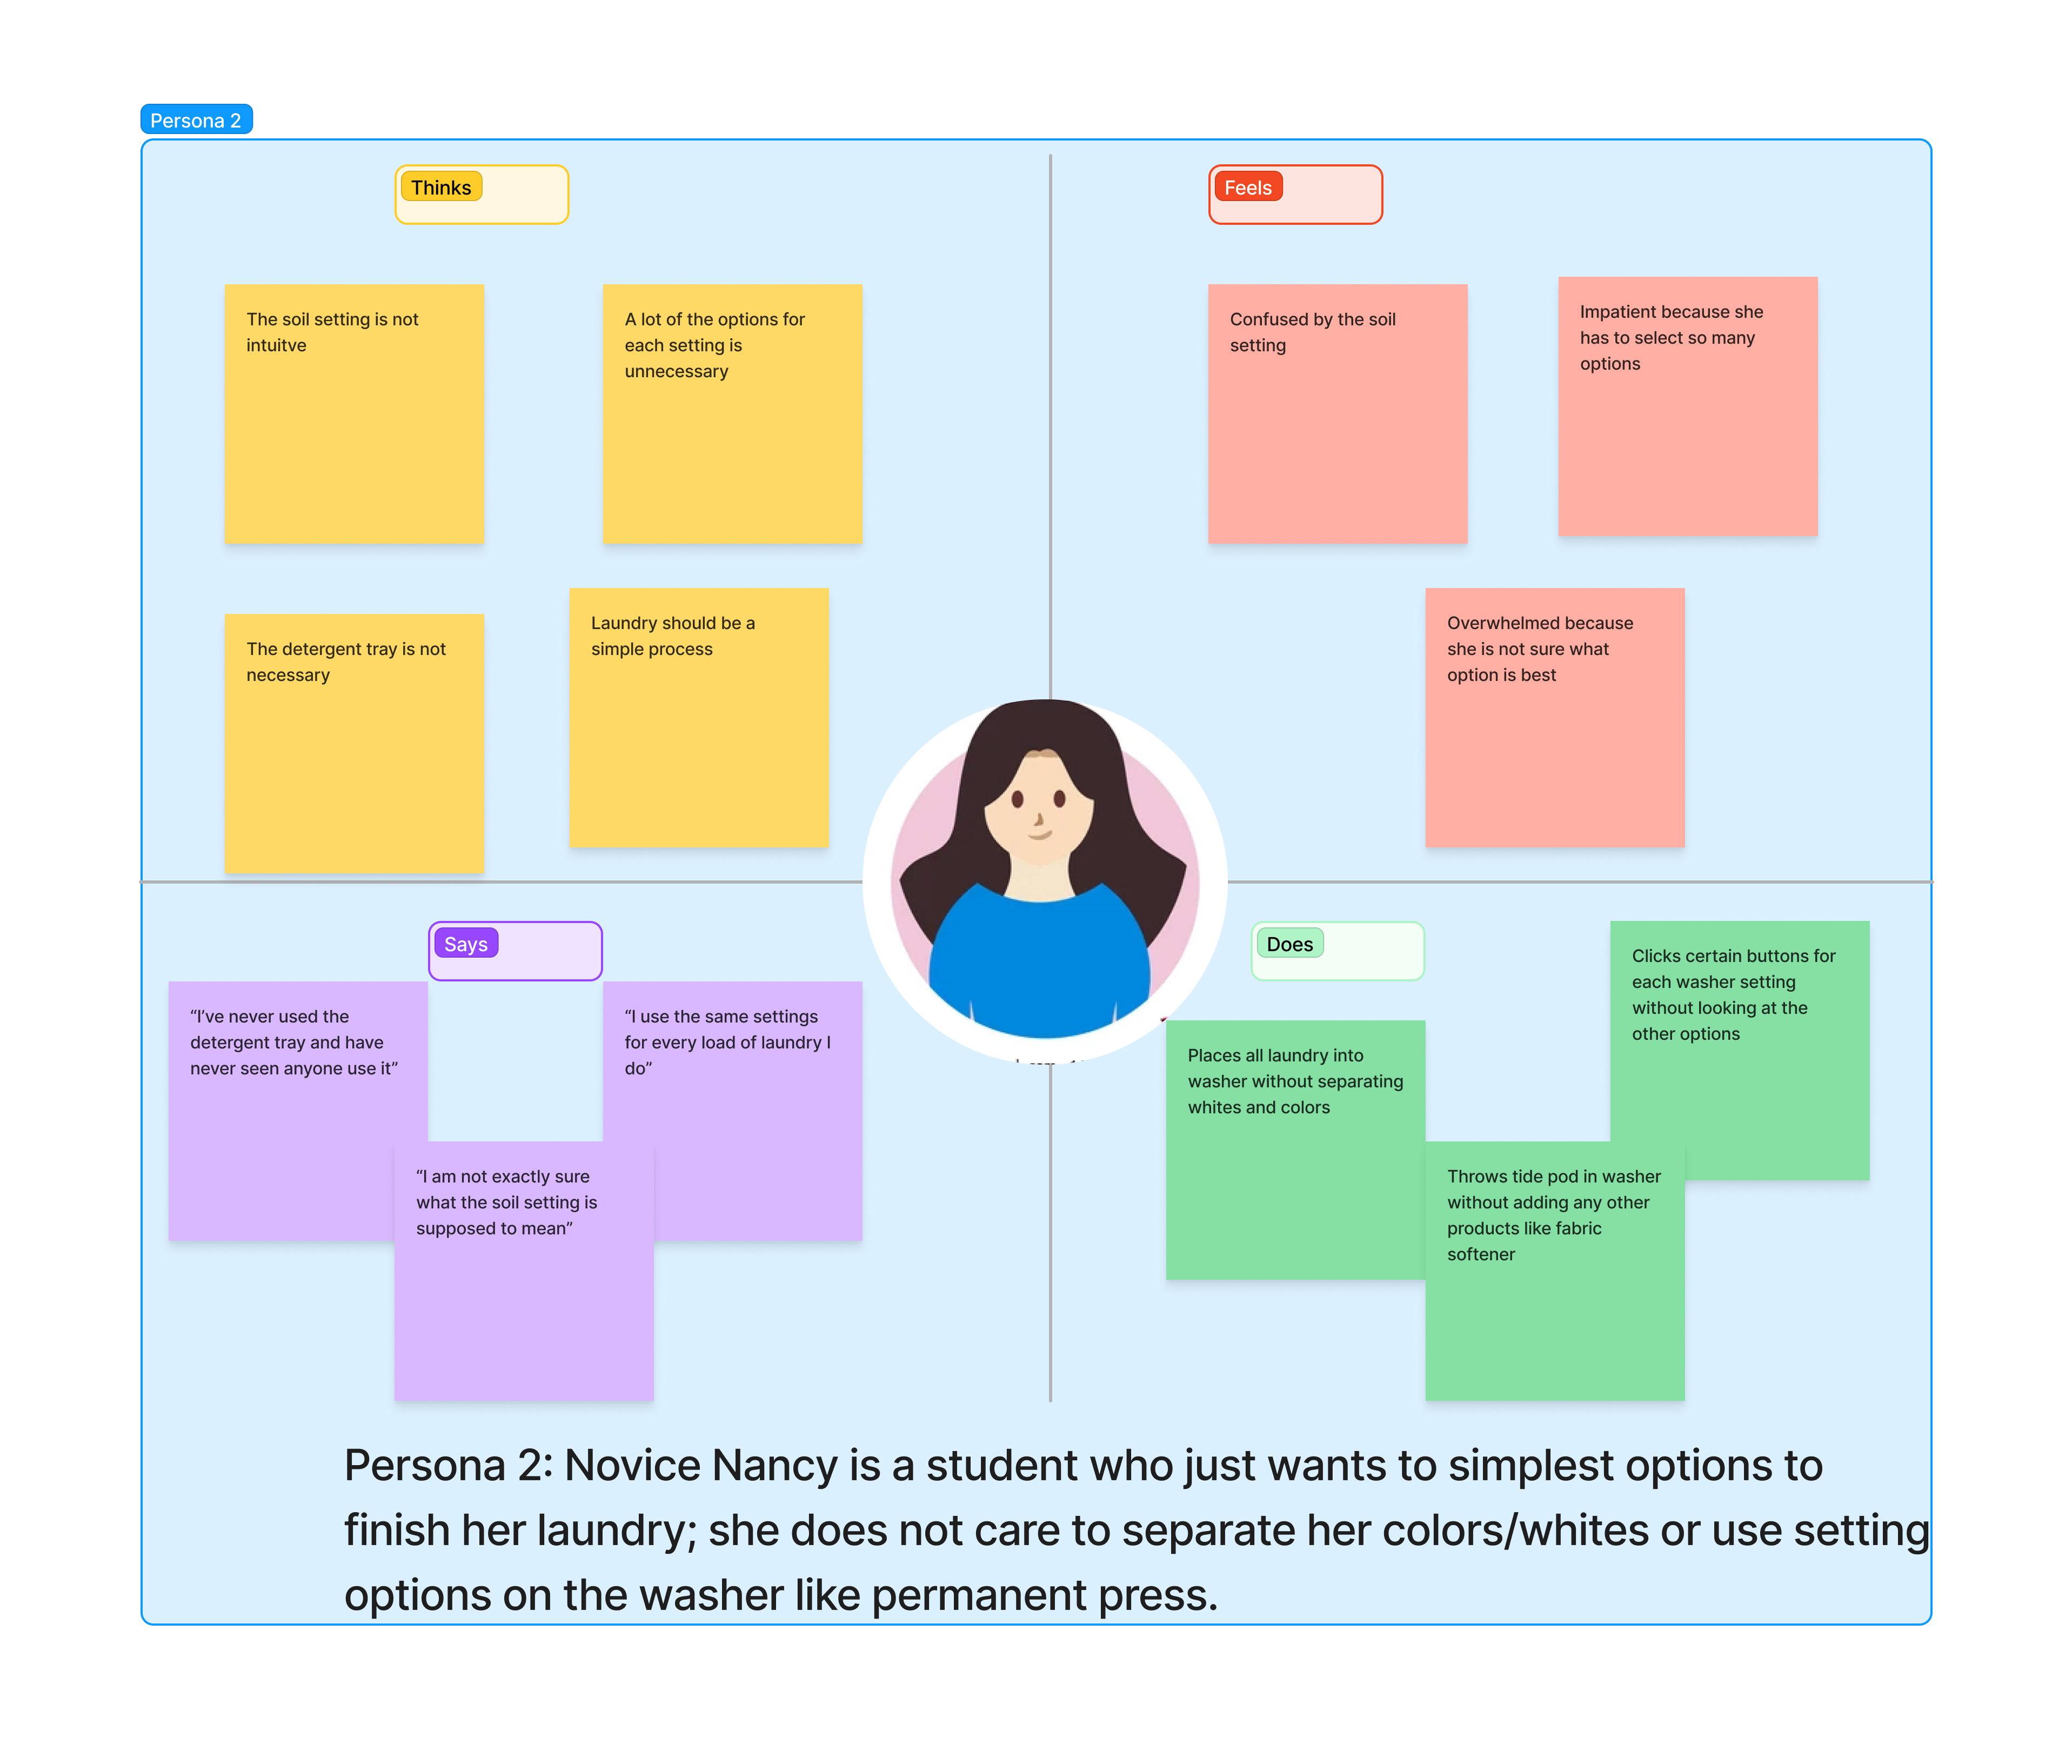 Persona 2
Thinks
The soil setting is not
intuitve
A lot of the options for
each setting is
unnecessary
The detergent tray is not
necessary
Laundry should be a
simple process
Feels
Confused by the soil
setting
Impatient because she
has to select so many
options
Overwhelmed because
she is not sure what
option is best
Says
“I’ve never used the
detergent tray and have
never seen anyone use it”
“I use the same settings
for every load of laundry I
do”
“I am not exactly sure
what the soil setting is
supposed to mean”
Does
Places all laundry into
washer without separating
whites and colors
Clicks certain buttons for
each washer setting
without looking at the
other options
Throws tide pod in washer
without adding any other
products like fabric
softener
Persona 2: Novice Nancy is a student who just wants to simplest options to
finish her laundry; she does not care to separate her colors/whites or use setting
options on the washer like permanent press.